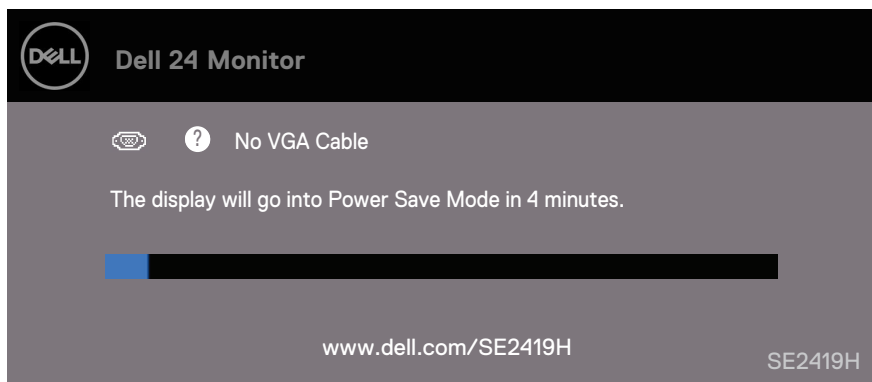 DELL
Dell 24 Monitor
? No VGA Cable
The display will go into Power Save Mode in 4 minutes.
www.dell.com/SE2419H
SE2419H